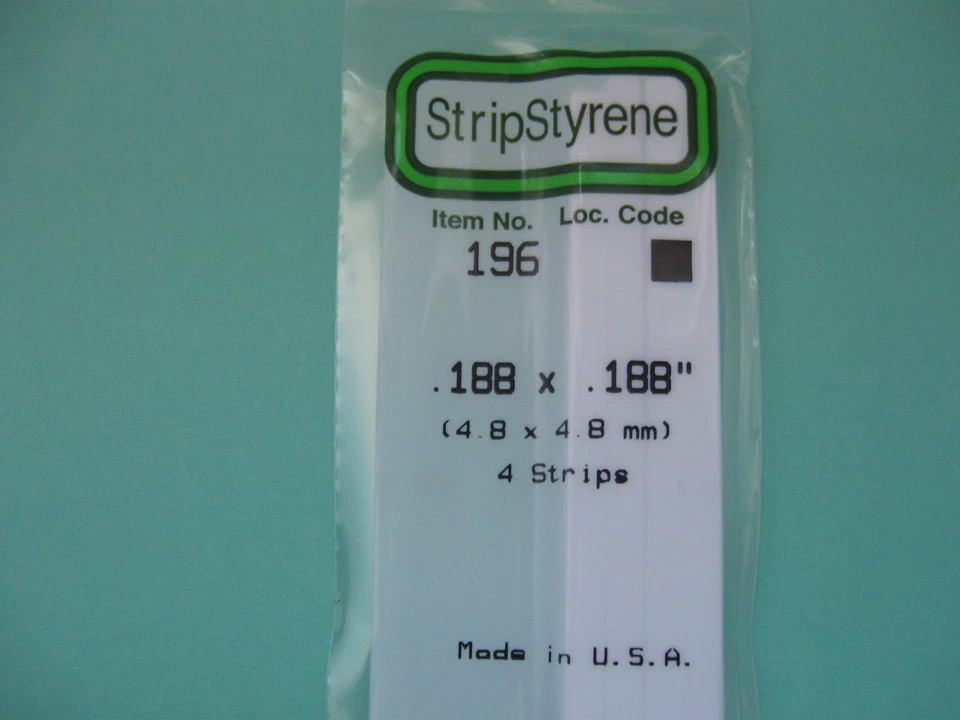 StripStyrene
Item No. Loc. Code
196
.188 x .188"
(4.8 x 4.8 mm)
4 Strips
Made in U.S.A.